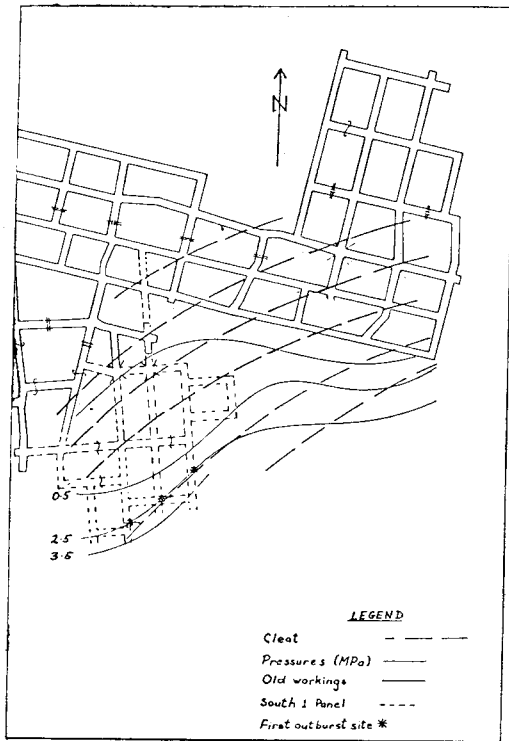 N
0.5
2.5
3.5
LEGEND
Cleat
Pressures (MPa)
Old workings
South 1 Panel
First outburst site *